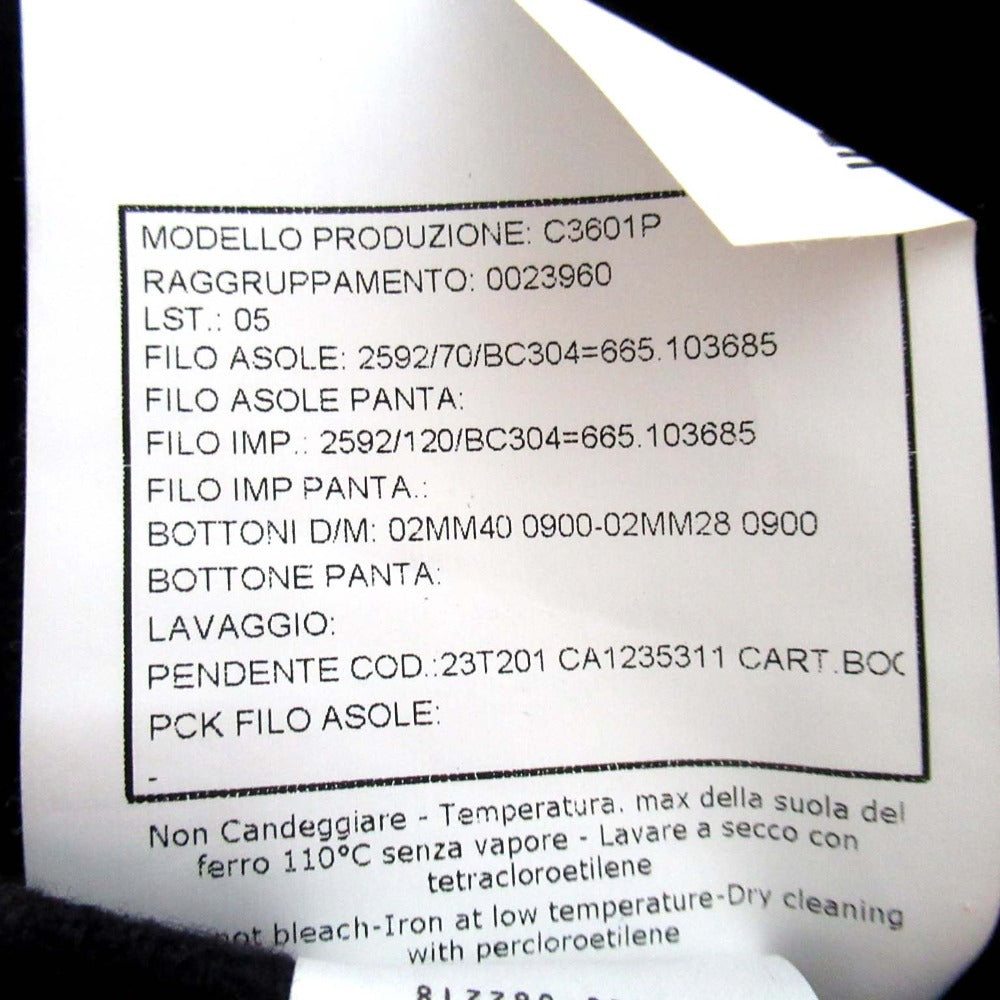 MODELLO PRODUZIONE: C3601P
RAGGRUPPAMENTO: 0023960
LST.: 05
FILO ASOLE: 2592/70/BC304=665.103685
FILO ASOLE PANTA:
FILO IMP.: 2592/120/BC304=665.103685
FILO IMP PANTA.:
BOTTONI D/M: 02MM40 0900-02MM28 0900
BOTTONE PANTA:
LAVAGGIO:
PENDENTE COD.:23T201 CA1235311 CART.BOC
PCK FILO ASOLE:
-
Non Candeggiare - Temperatura. max della suola del
ferro 110°C senza vapore - Lavare a secco con
tetracloroetilene
not bleach-Iron at low temperature-Dry cleaning
with percloroetilene